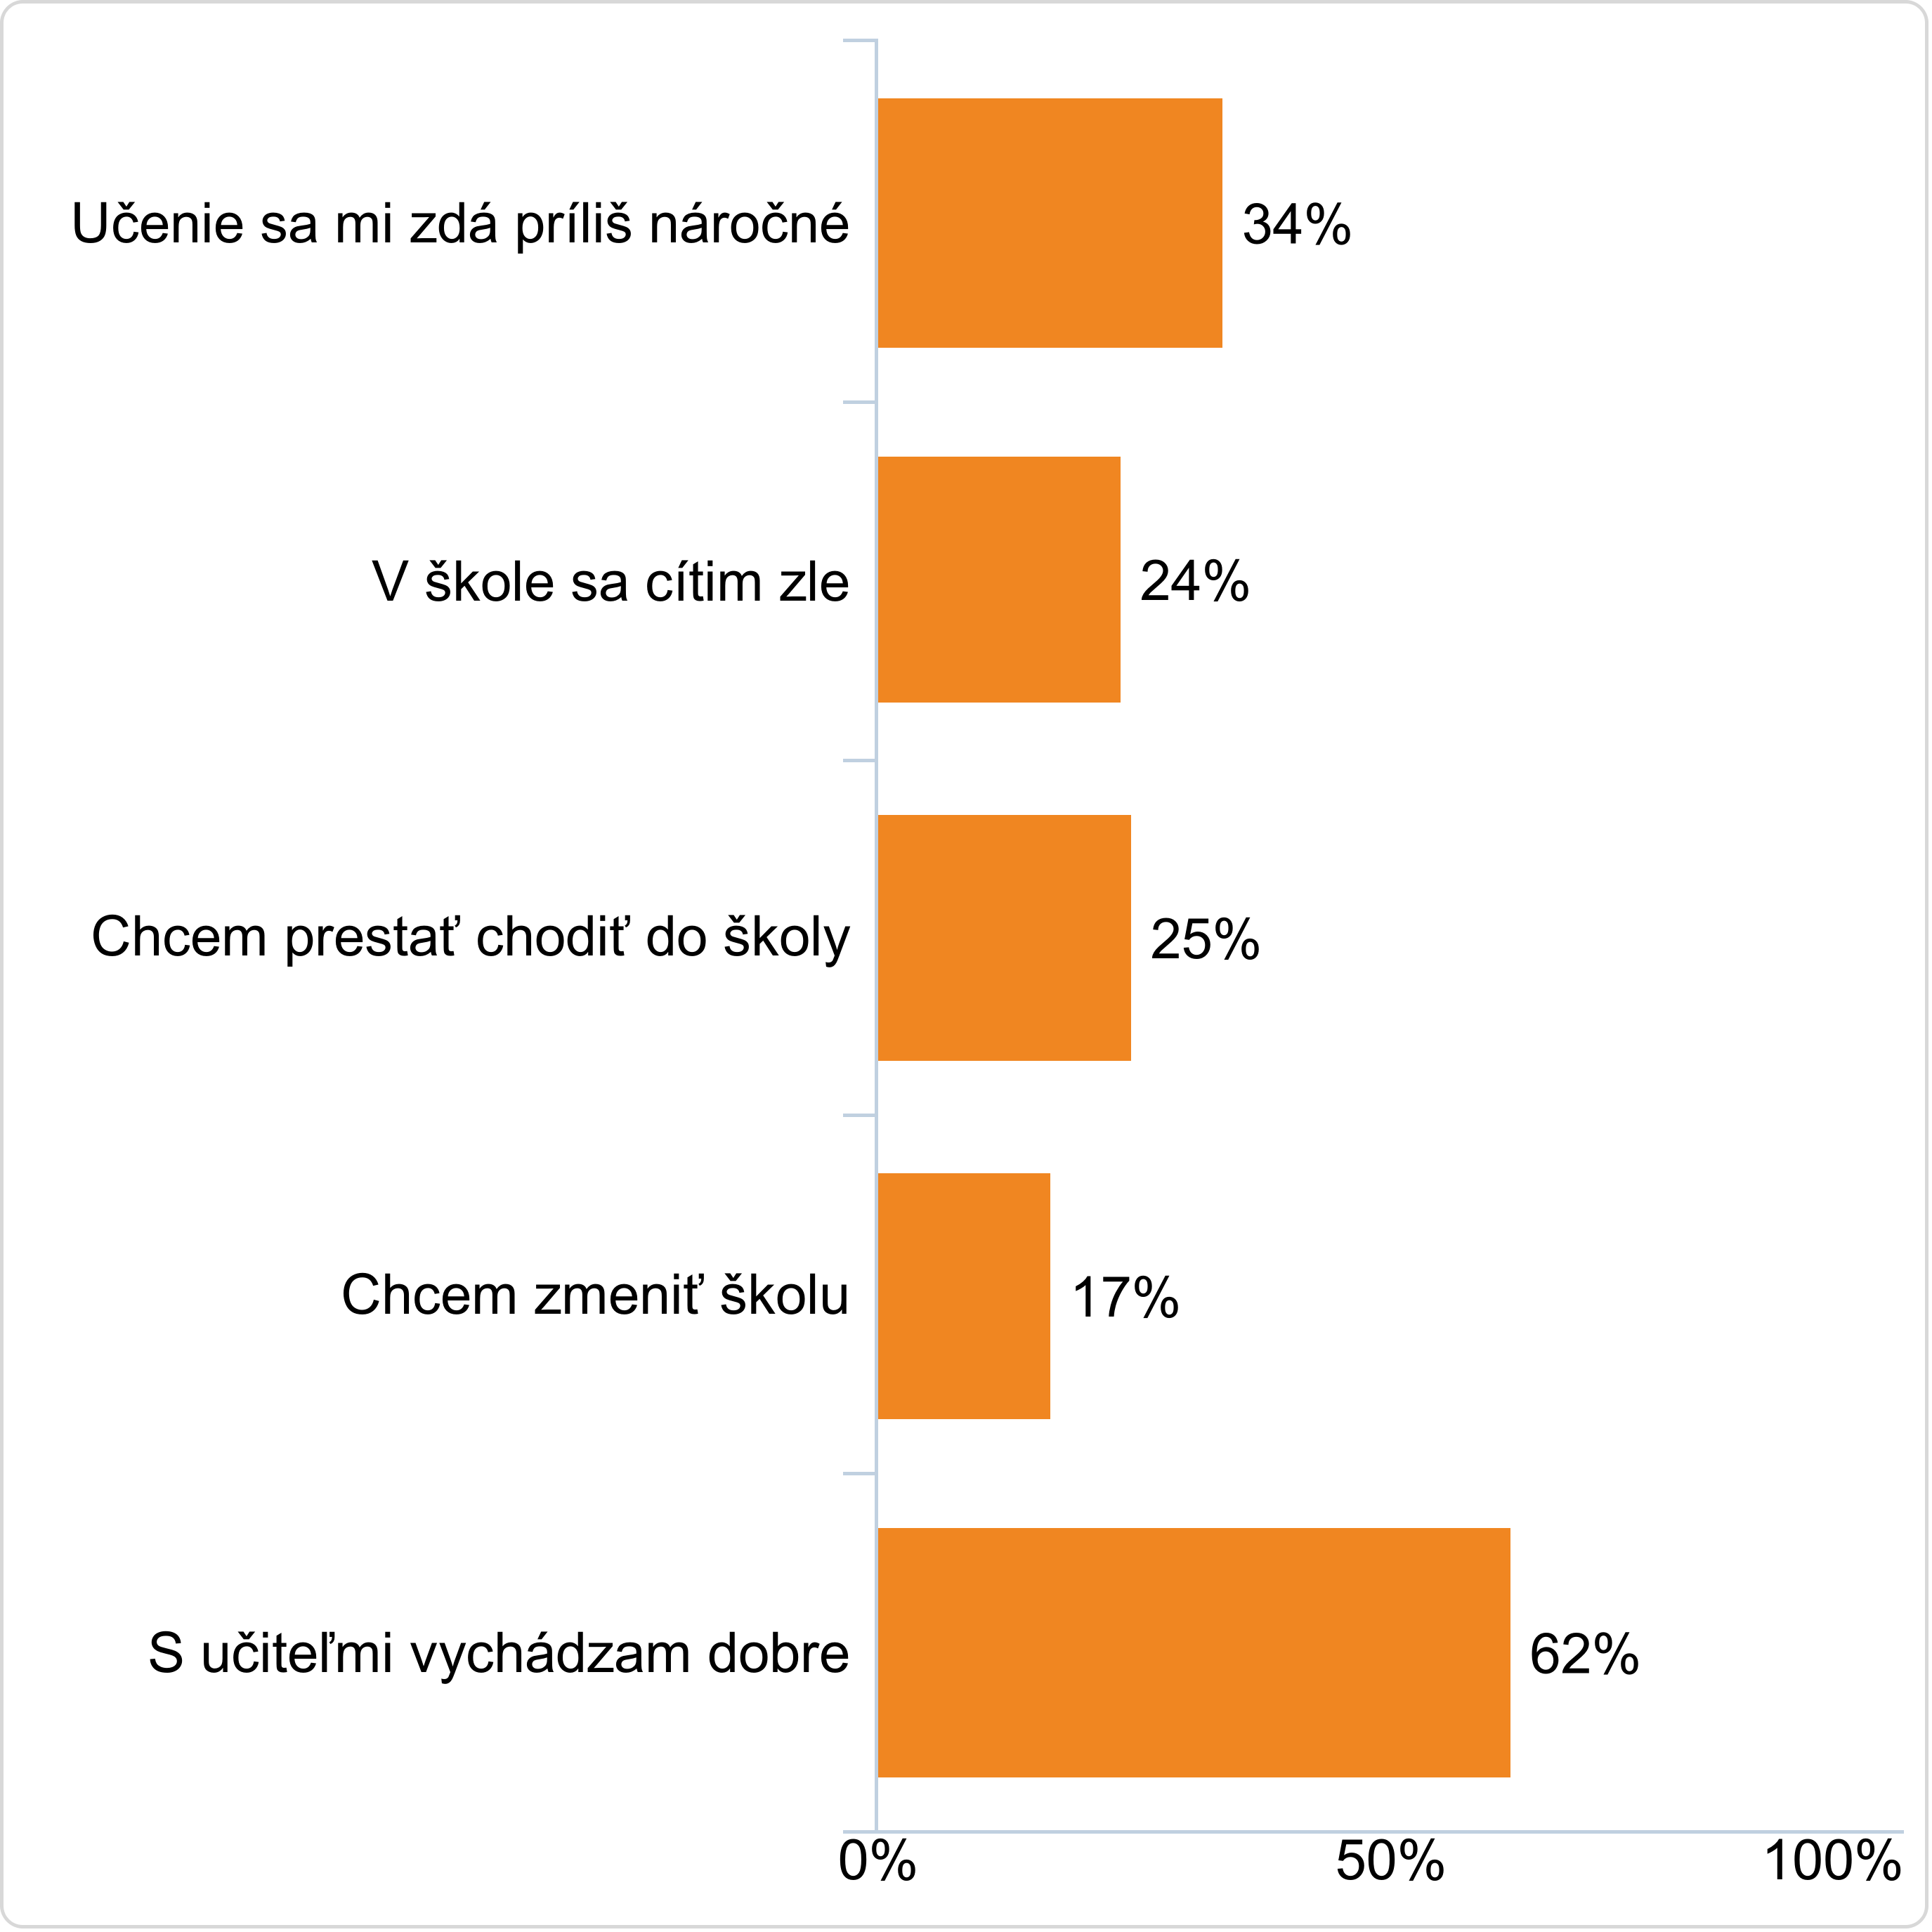 Učenie sa mi zdá príliš náročné
34%
V škole sa cítim zle
24%
Chcem prestať chodiť do školy
25%
Chcem zmeniť školu
17%
S učiteľmi vychádzam dobre
62%
0% 50% 100%